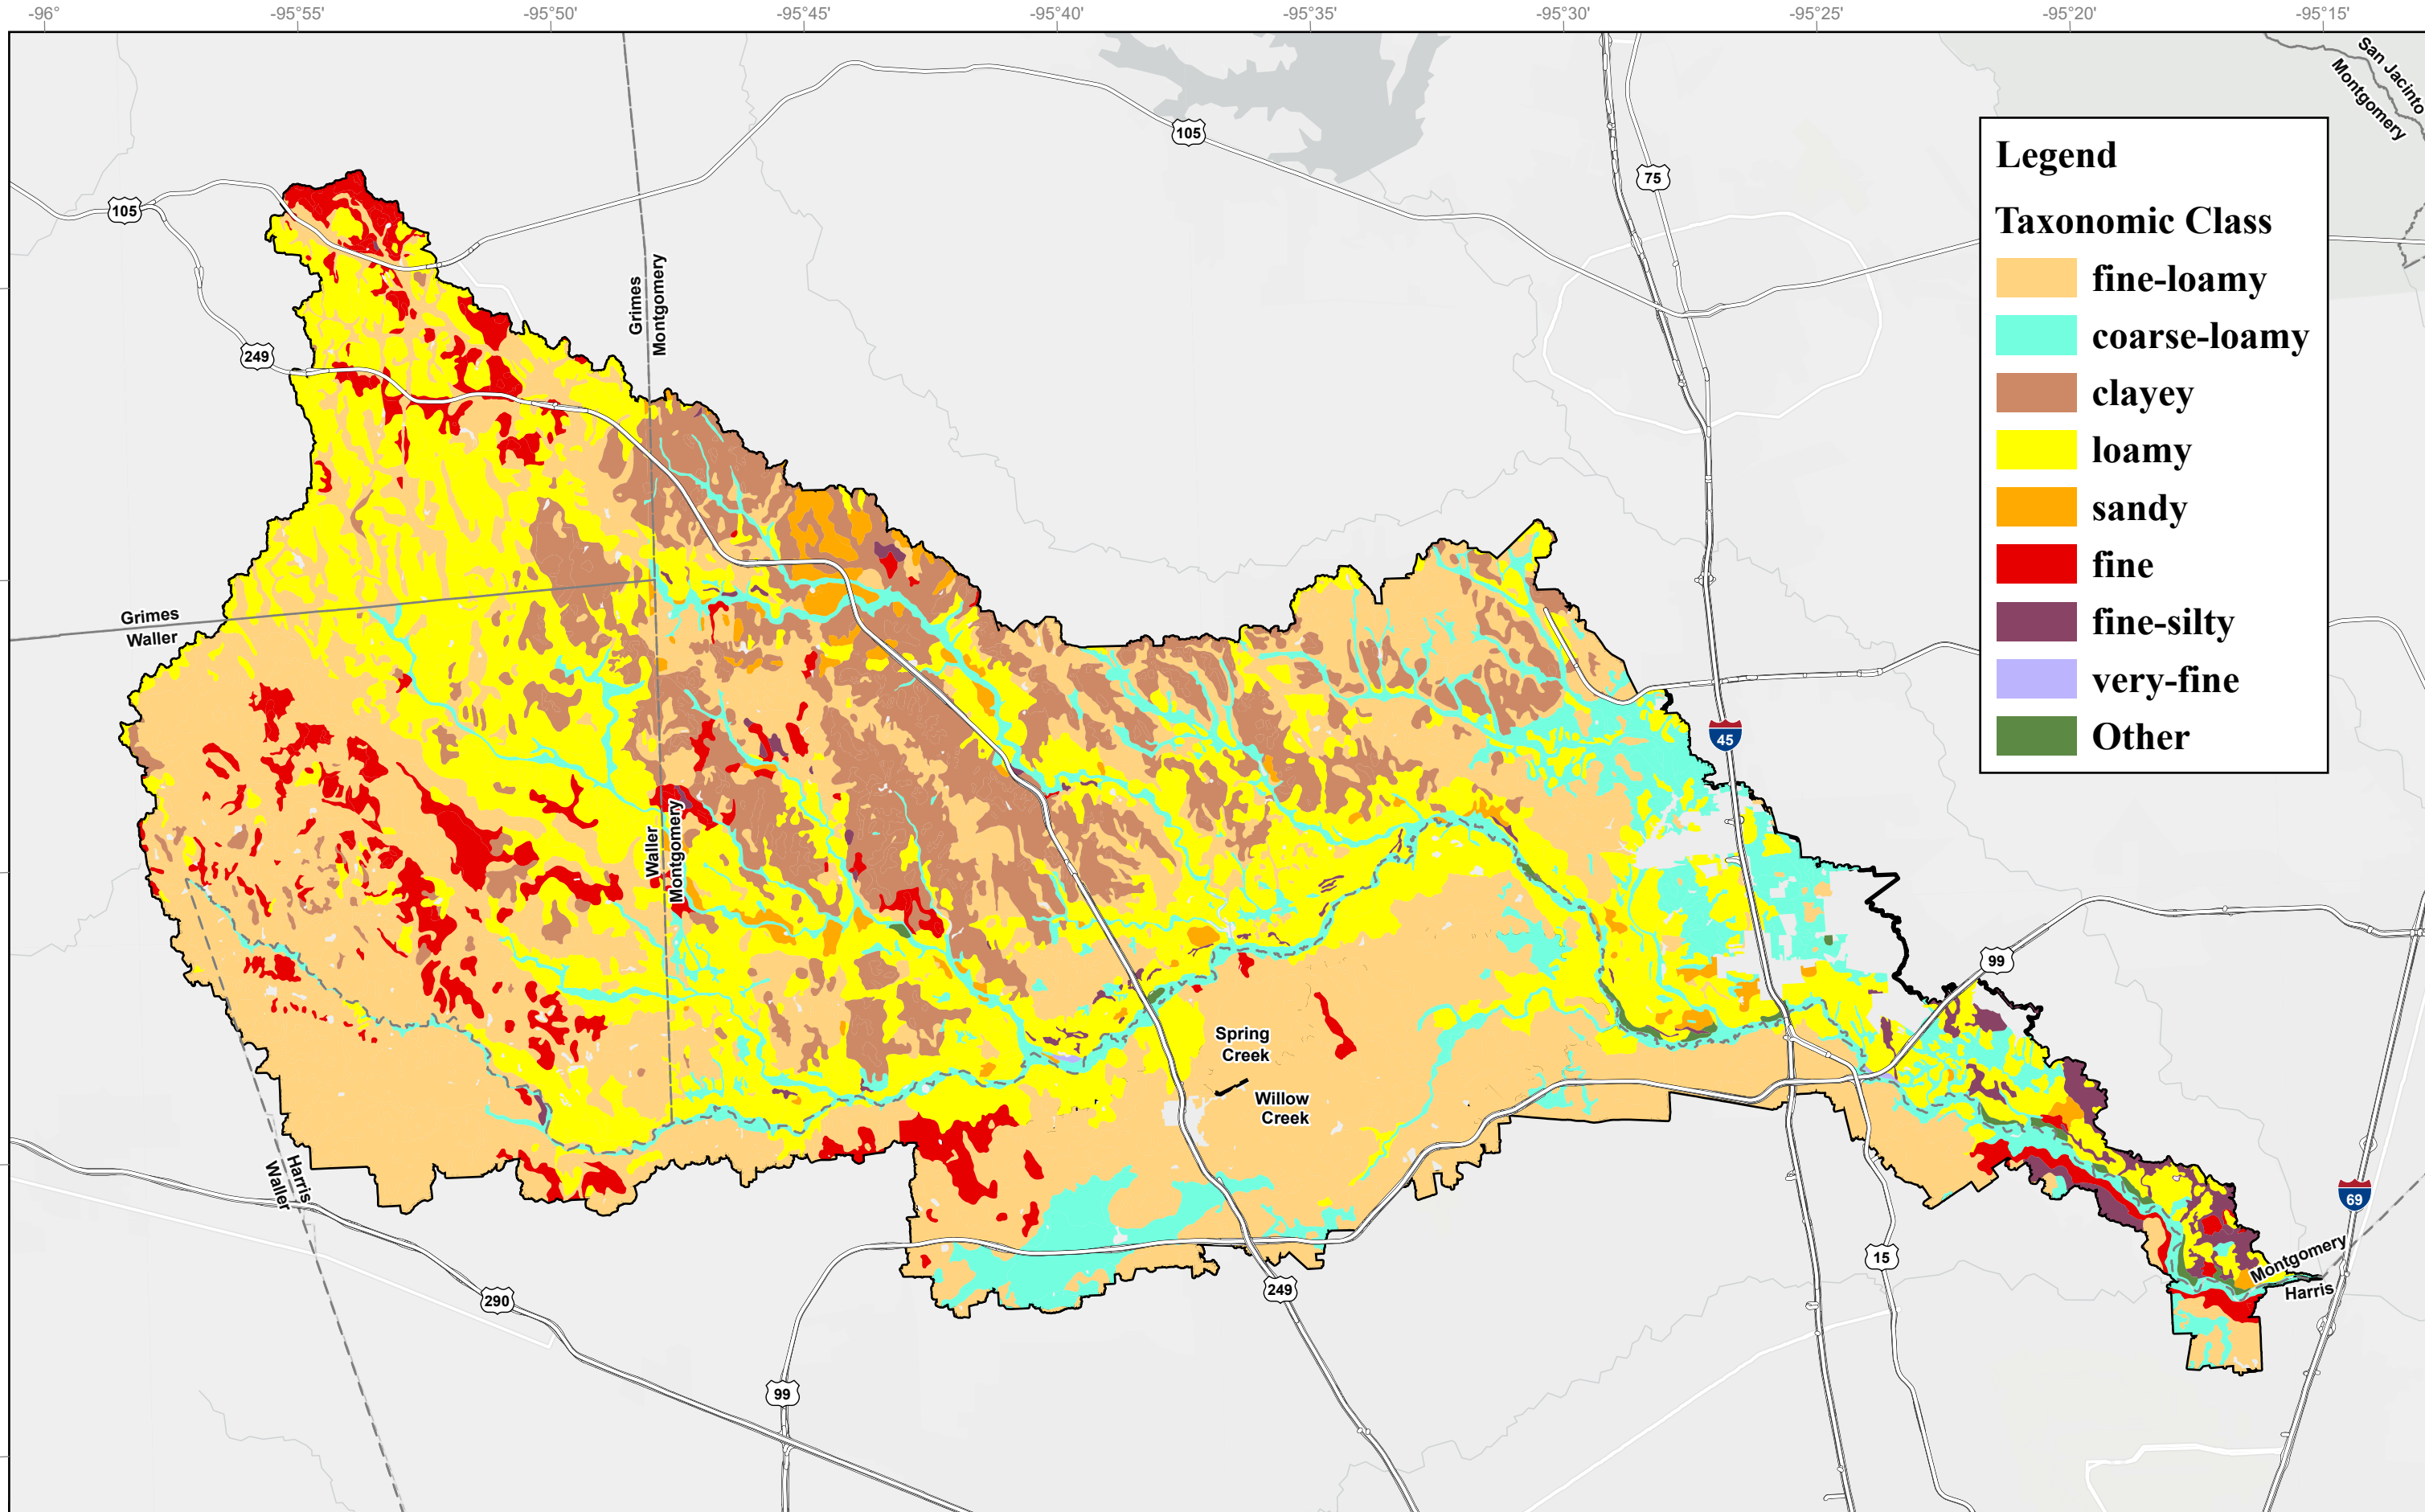 -96°
-95°55'
-95°50'
-95°45'
-95°40'
-95°35'
-95°30'
-95°25'
-95°20'
-95°15'
San Jacinto
Montgomery
105
75
105
249
Grimes
Montgomery
Legend
Taxonomic Class
fine-loamy
coarse-loamy
clayey
loamy
sandy
fine
fine-silty
very-fine
Other
Grimes
Waller
45
Waller
Montgomery
99
Spring
Creek
Willow
Creek
Harris
Waller
69
15
Montgomery
Harris
290
249
99